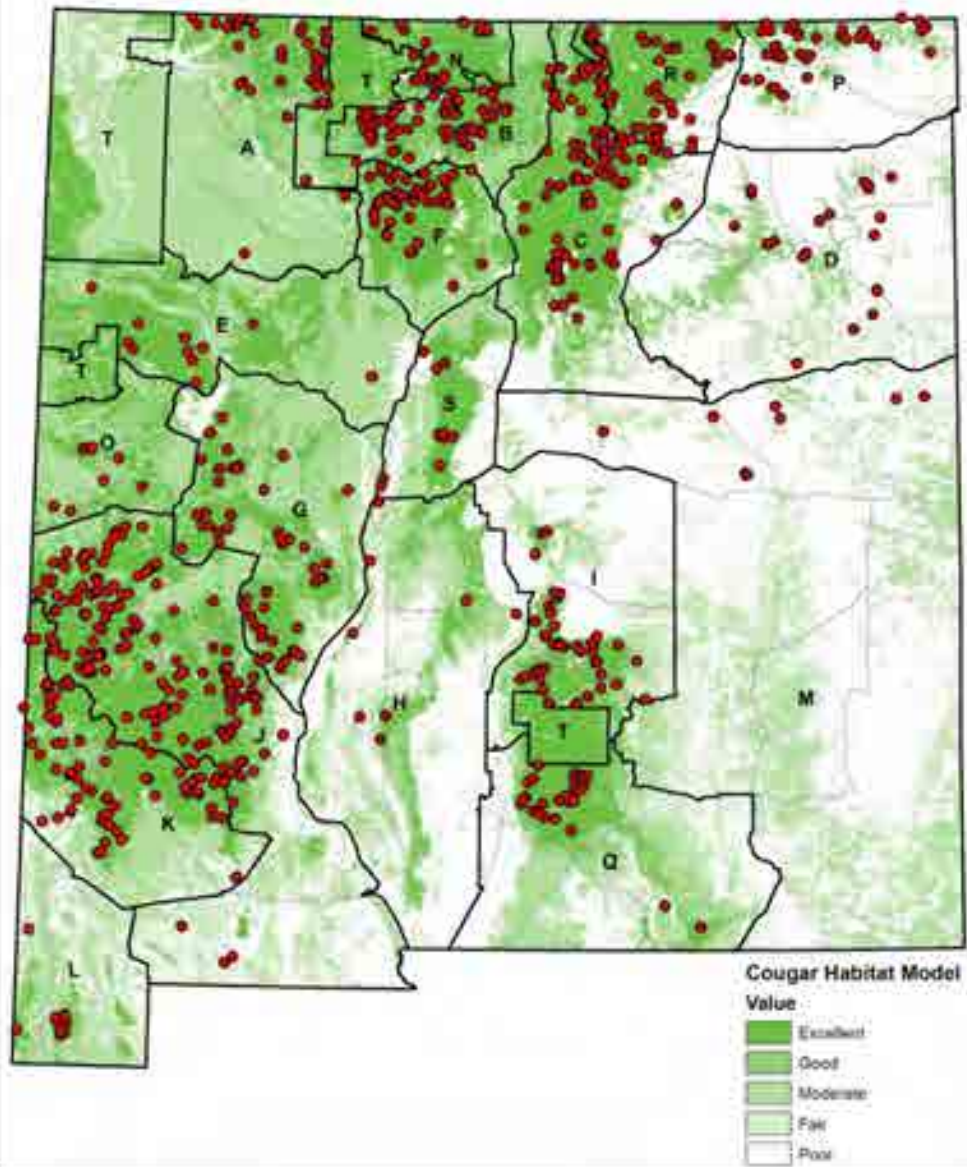 N
T
R
P
T
A
B
F
C
D
E
T
S
O
G
I
M
H
T
J
K
Q
L
Cougar Habitat Model
Value
Excellent
Good
Moderate
Fair
Poor